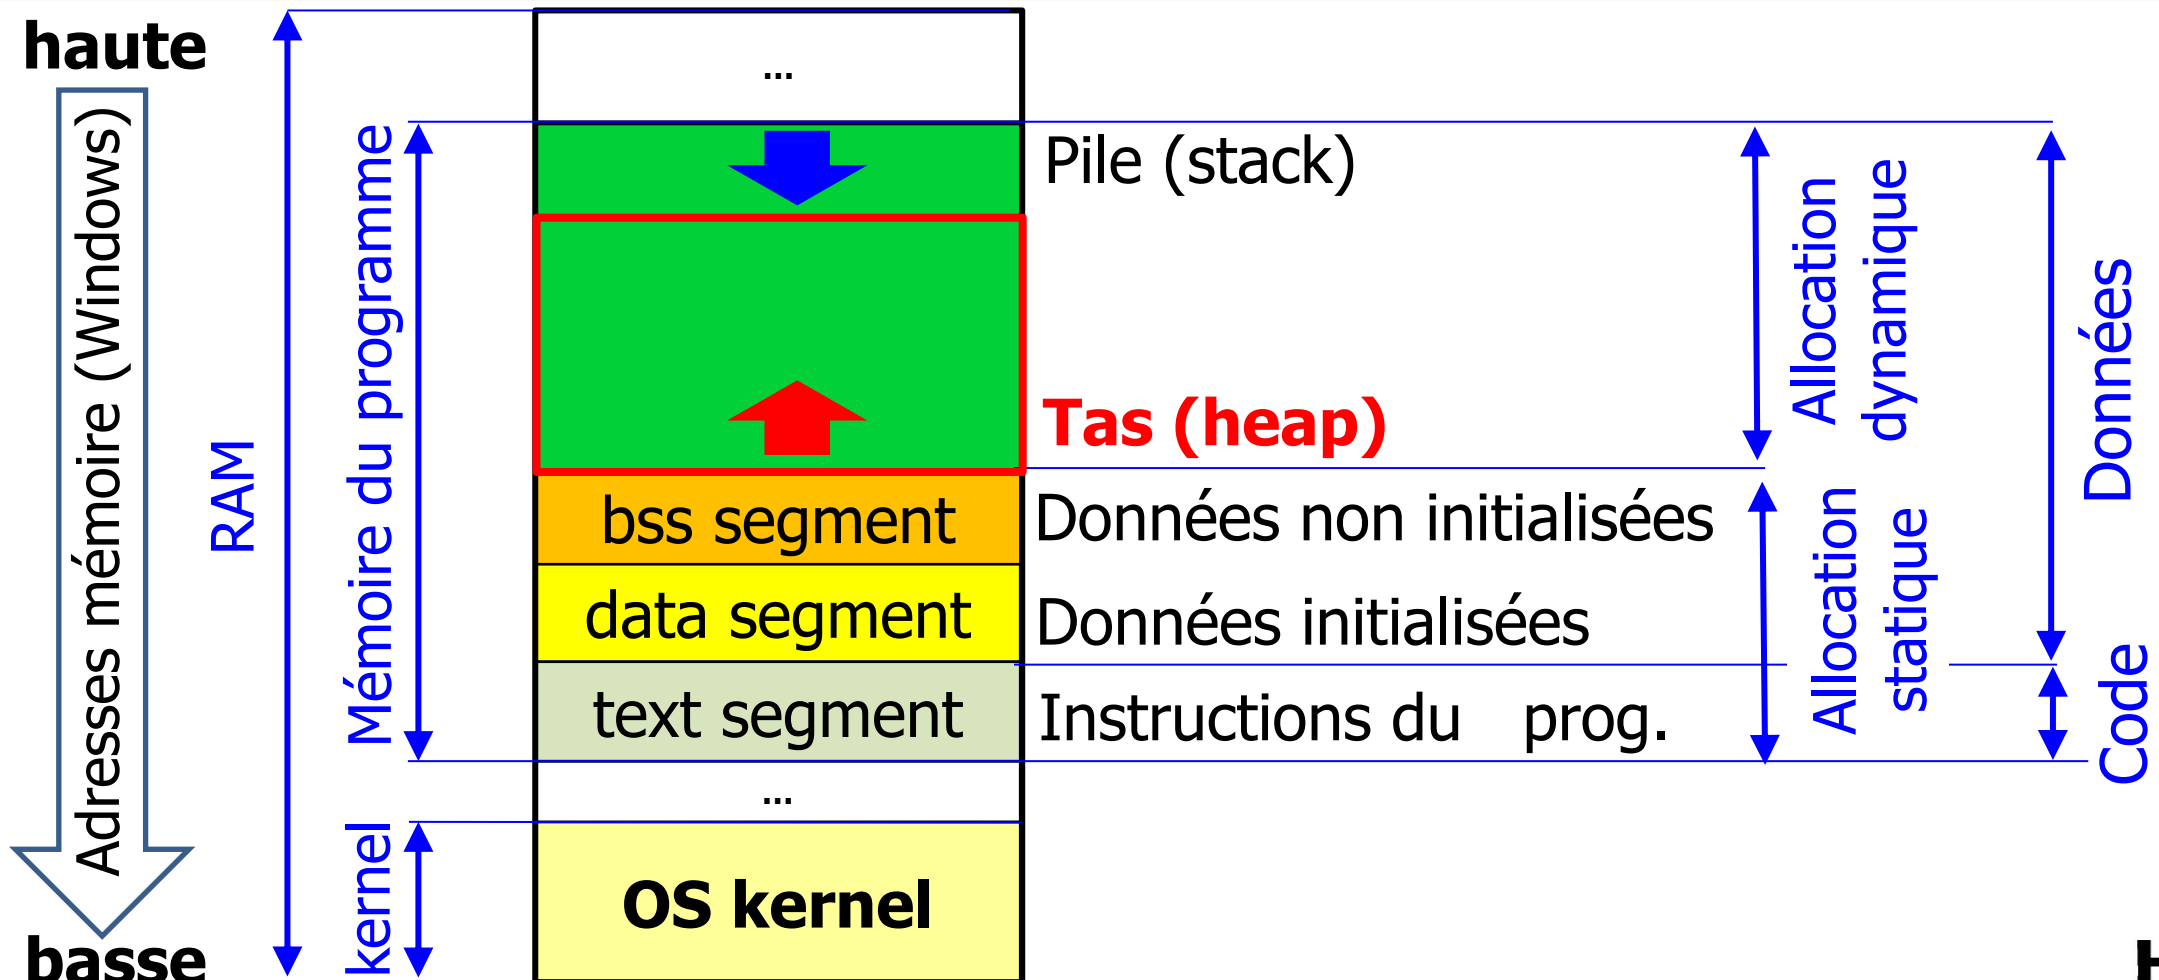 haute
Adresses mémoire (Windows)
basse
RAM
Mémoire du programme
kernel
...
Pile (stack)
Tas (heap)
bss segment
Données non initialisées
data segment
Données initialisées
text segment
Instructions du prog.
...
OS kernel
Allocation
dynamique
Allocation
statique
Données
Code